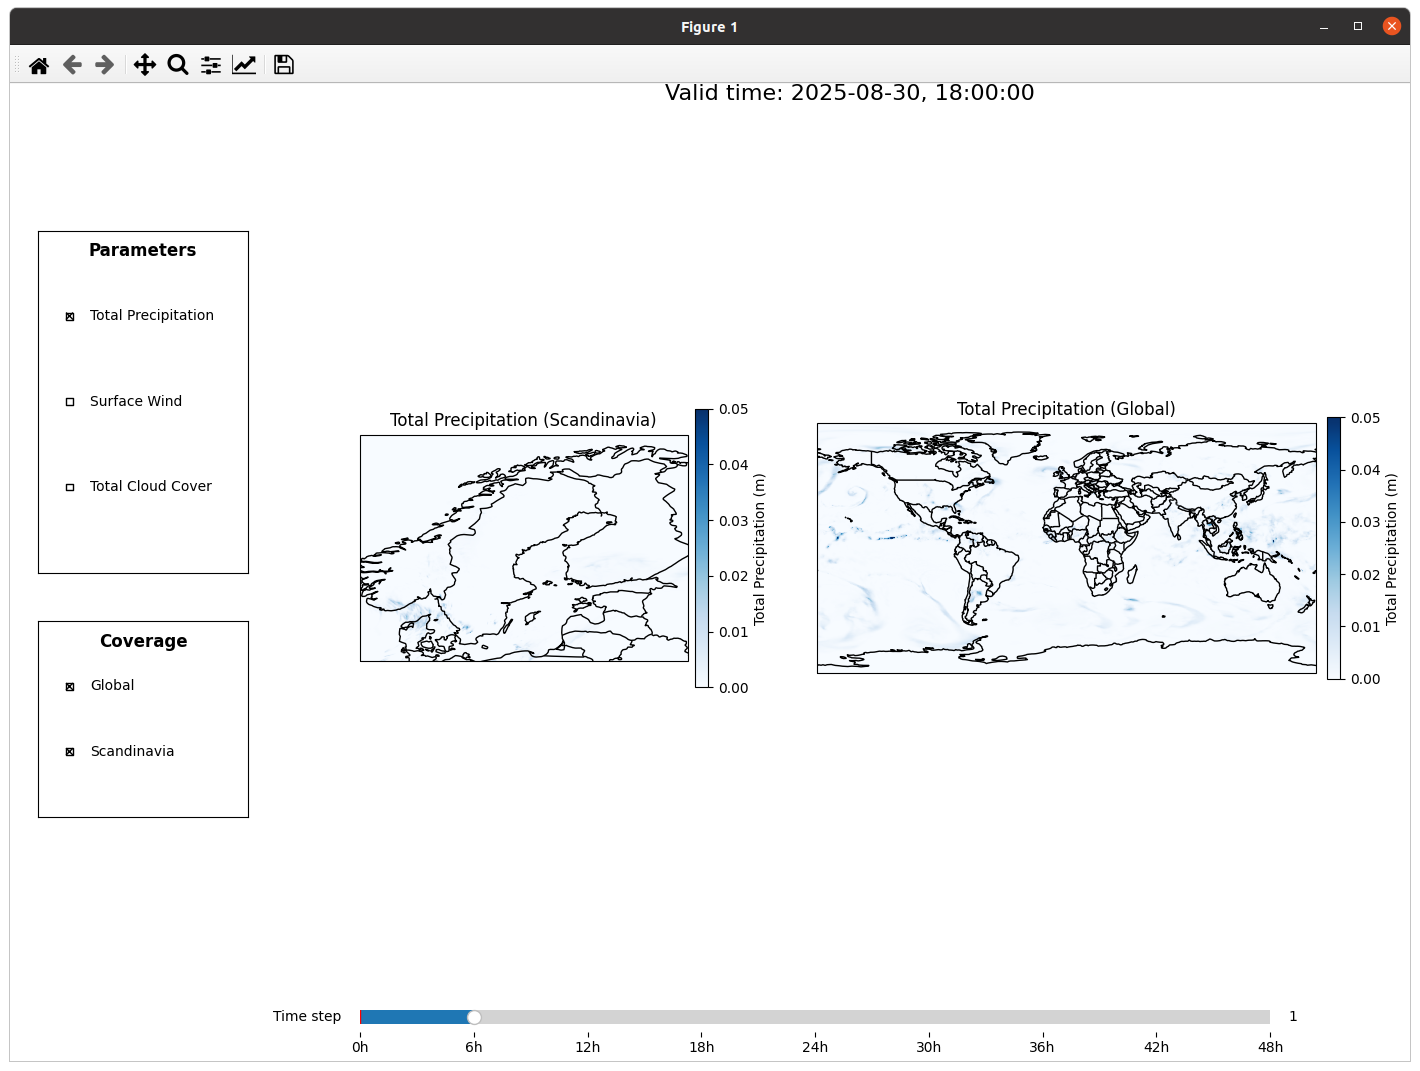 Figure 1
Valid time: 2025-08-30, 18:00:00
Parameters
Total Precipitation
Surface Wind
Total Cloud Cover
Coverage
Global
Scandinavia
Total Precipitation (Scandinavia)
0.05
0.04
0.03
0.02
0.01
0.00
Total Precipitation (m)
Total Precipitation (Global)
0.05
0.04
0.03
0.02
0.01
0.00
Total Precipitation (m)
Time step
1
0h 6h 12h 18h 24h 30h 36h 42h 48h